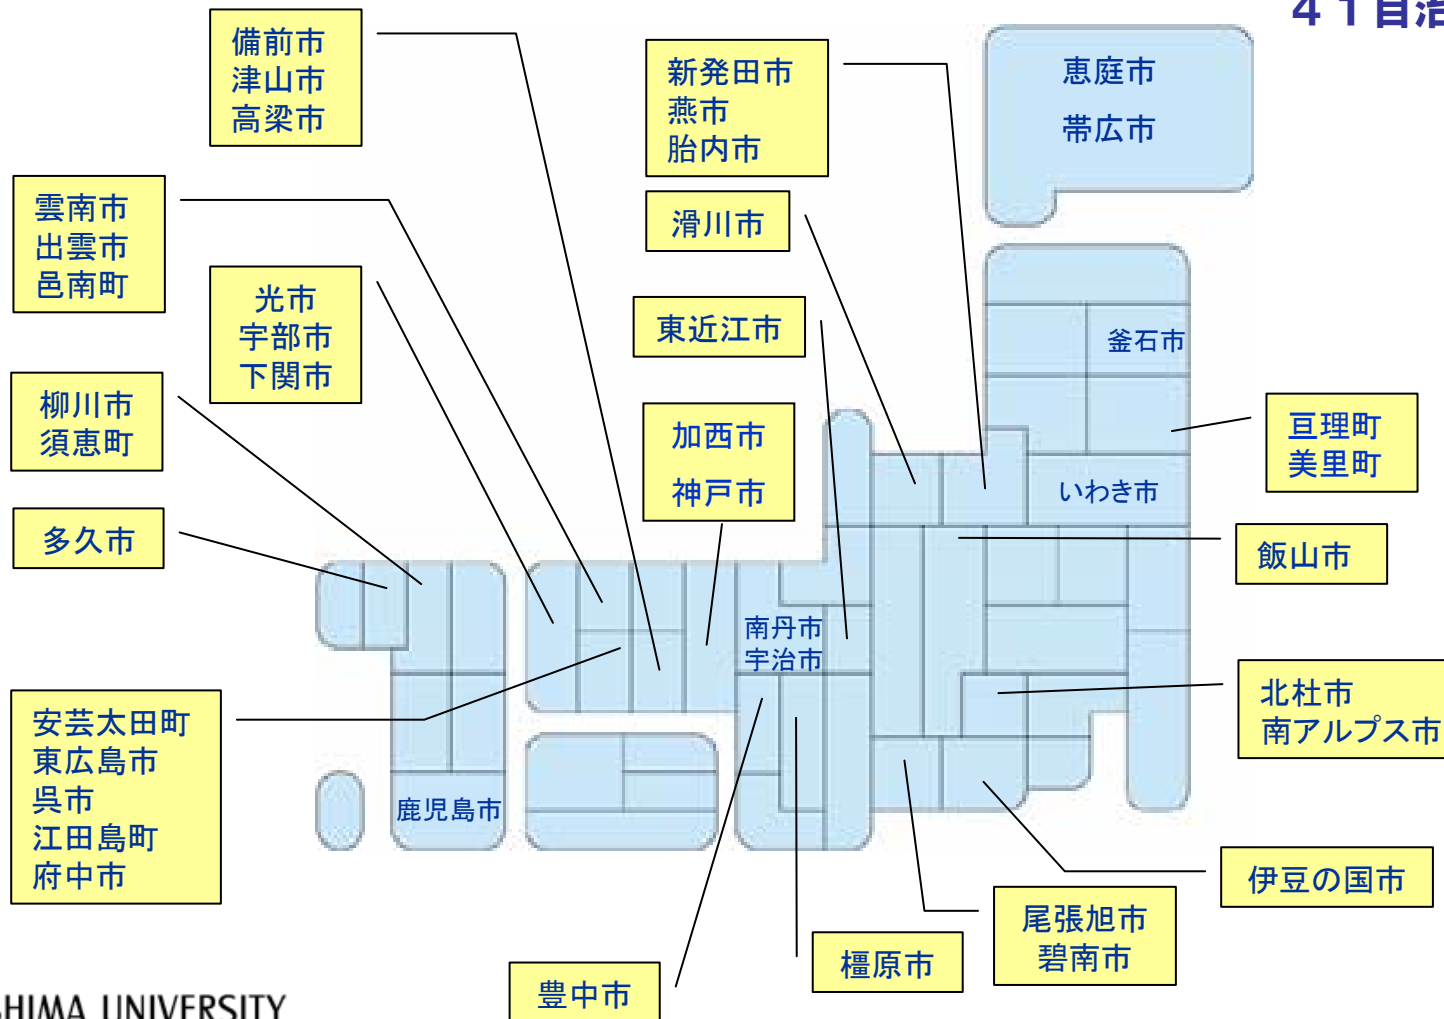 41自治
備前市
津山市
高梁市
新発田市
燕市
胎内市
恵庭市
帯広市
雲南市
出雲市
邑南町
滑川市
光市
宇部市
下関市
東近江市
釜石市
柳川市
須恵町
加西市
神戸市
亘理町
美里町
いわき市
多久市
飯山市
南丹市
宇治市
北杜市
南アルプス市
安芸太田町
東広島市
呉市
江田島町
府中市
鹿児島市
伊豆の国市
尾張旭市
碧南市
橿原市
豊中市
SHIMA UNIVERSITY